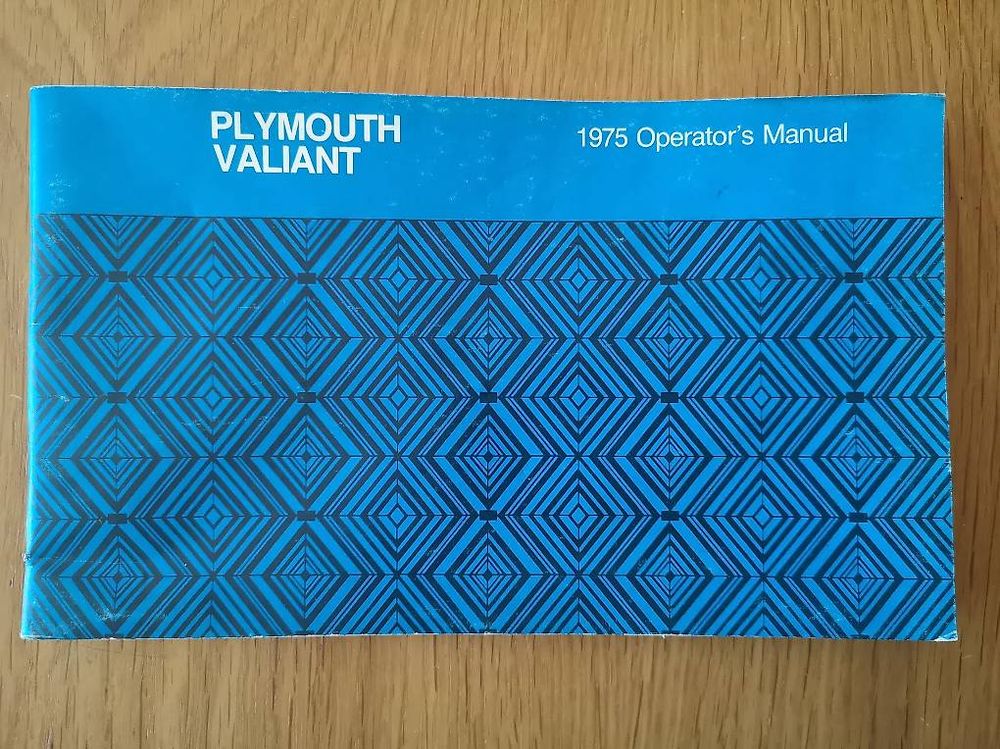 PLYMOUTH
VALIANT
1975 Operator's Manual